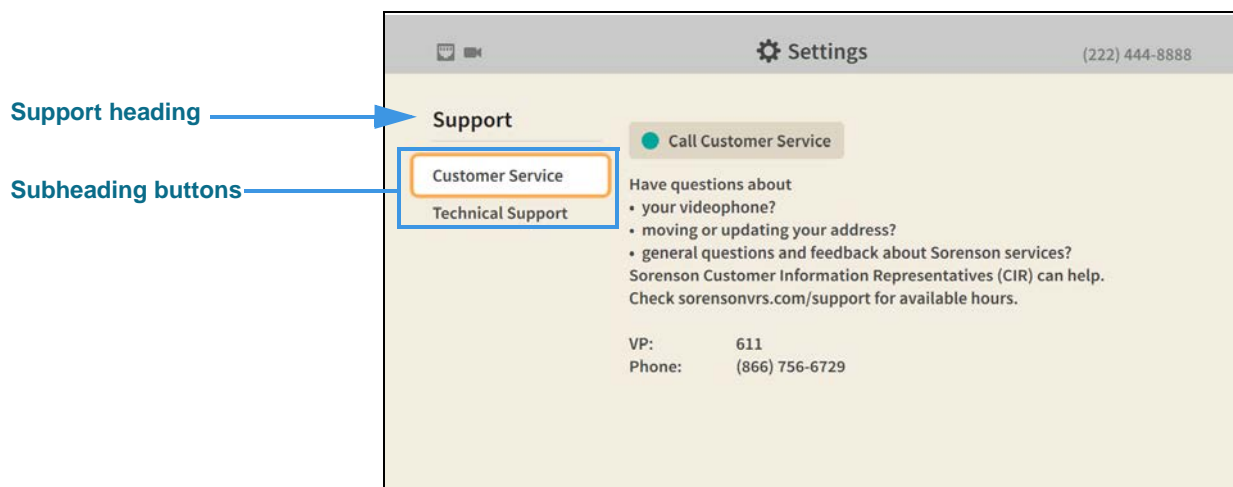 Settings
(222) 444-8888
Support heading
Support
Call Customer Service
Subheading buttons
Customer Service
Technical Support
Have questions about
• your videophone?
• moving or updating your address?
• general questions and feedback about Sorenson services?
Sorenson Customer Information Representatives (CIR) can help.
Check sorensonvrs.com/support for available hours.
VP: 611
Phone: (866) 756-6729